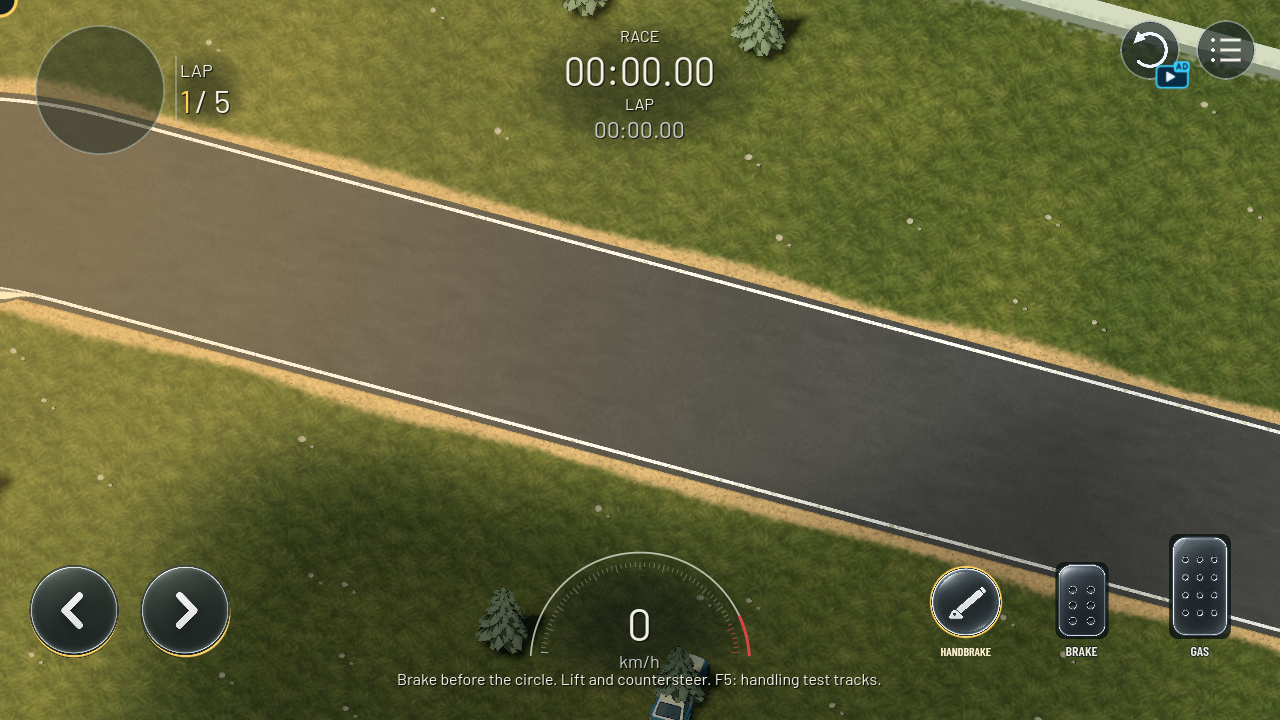 RACE
00:00.00
LAP
00:00.00
LAP
1/ 5
AD
0
km/h
HANDBRAKE
BRAKE
GAS
Brake before the circle. Lift and countersteer. F5: handling test tracks.